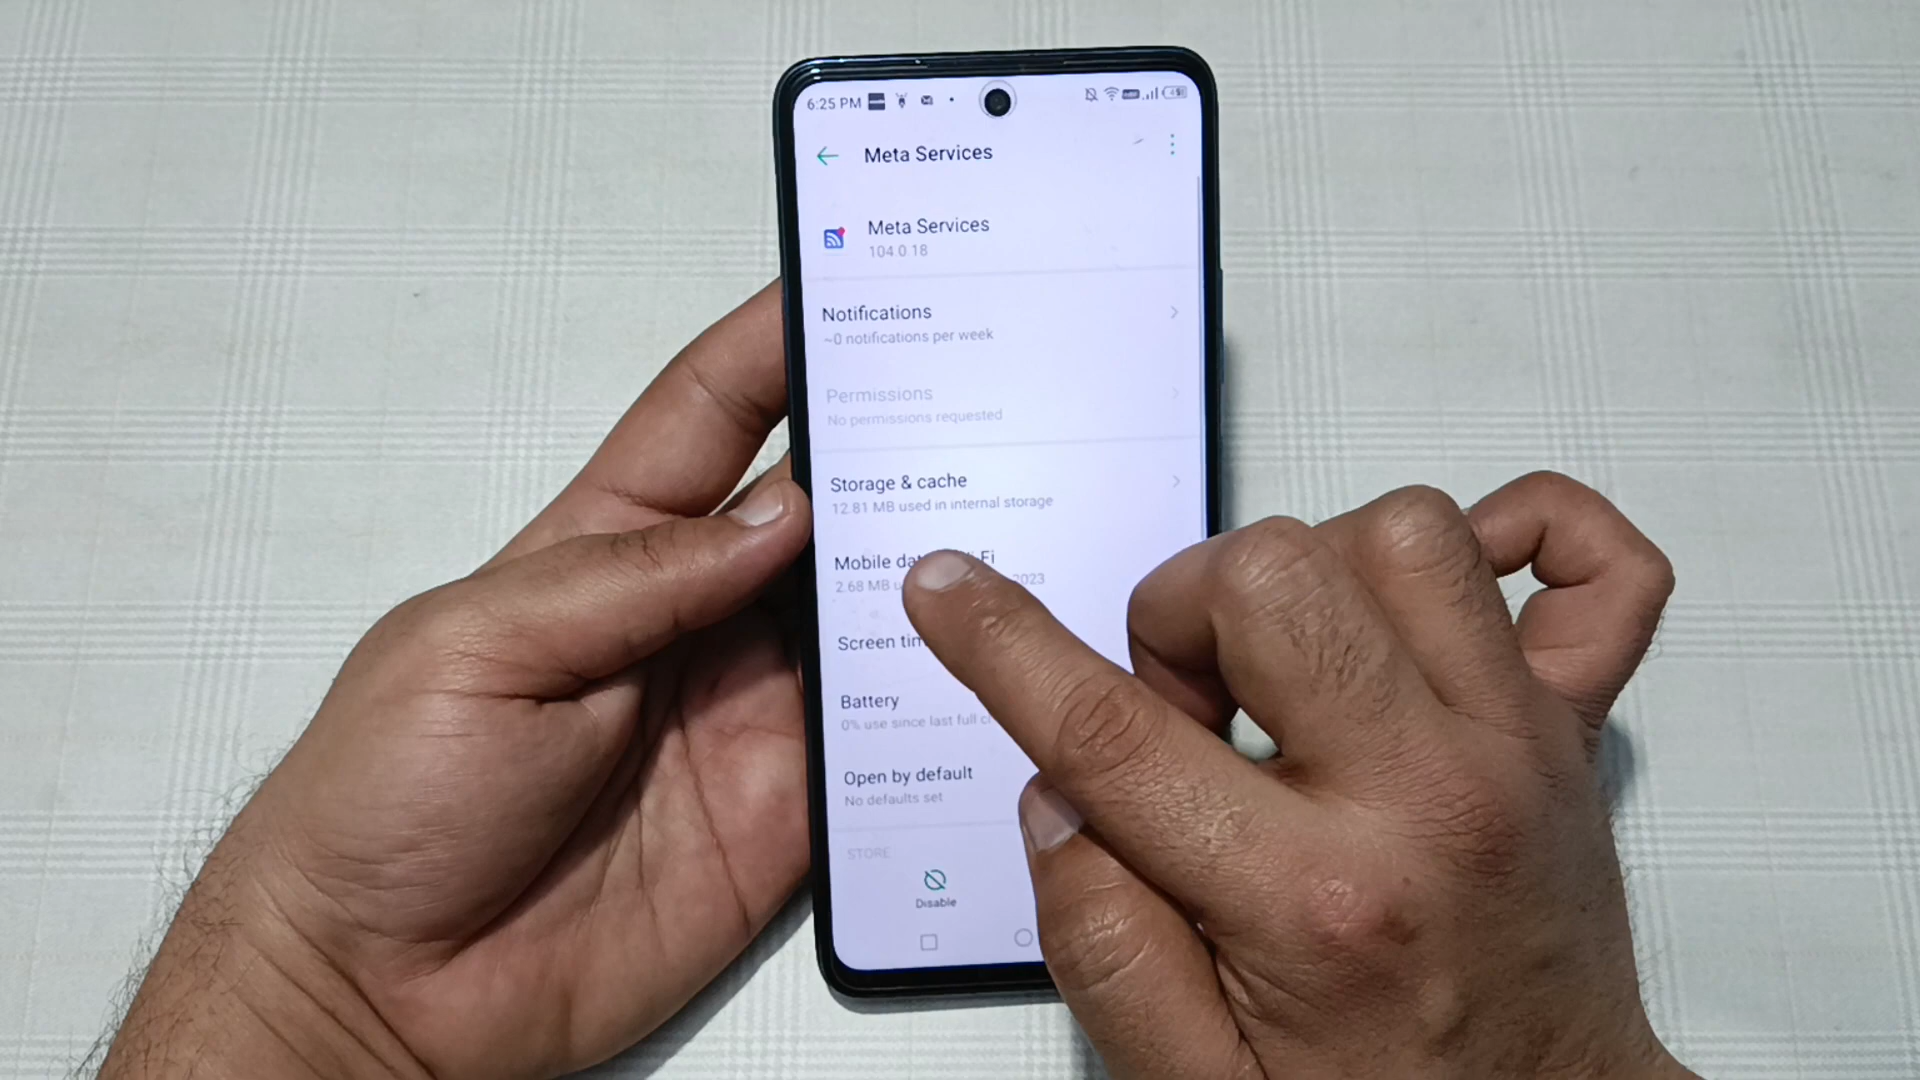 6:25 PM
Meta Services
Meta Services
104 0 18
Notifications
~0 notifications per week
Permissions
No permissions requested
Storage & cache
12.81 MB used in internal storage
Mobile da Fi
2.68 MB 2023
Screen
Battery
0% use since last full
Open by default
No defaults set
STORE
Disable